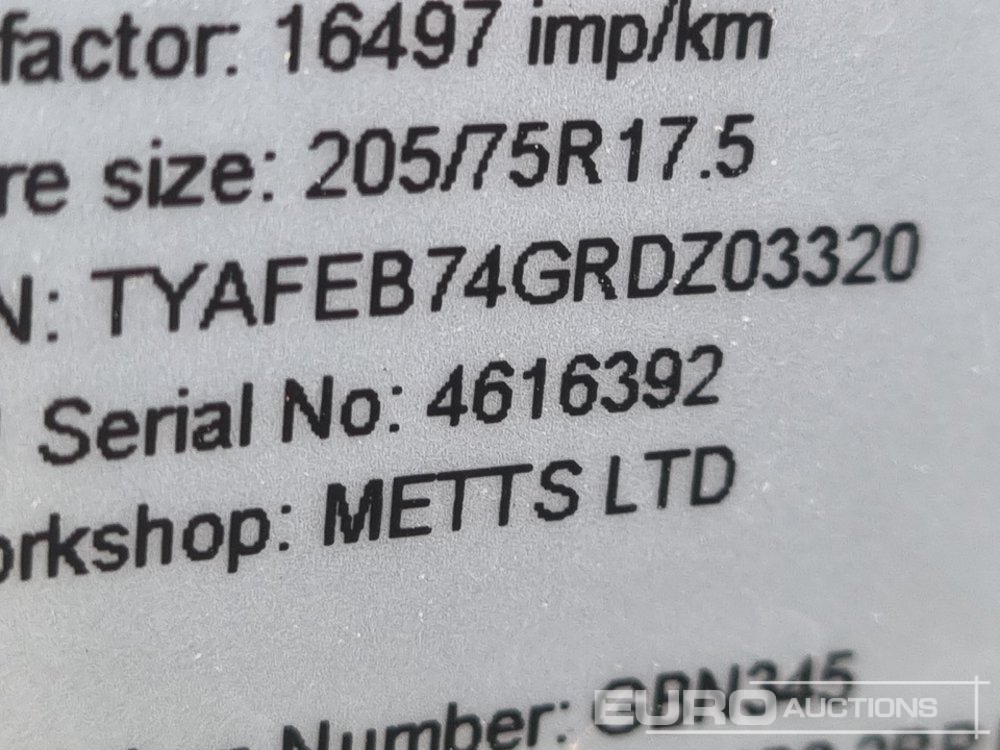 factor: 16497 imp/km
re size: 205/75R17.5
N: TYAFEB74GRDZ03320
Serial No: 4616392
orkshop: METTS LTD
Number: GBN345
EURO AUCTIONS